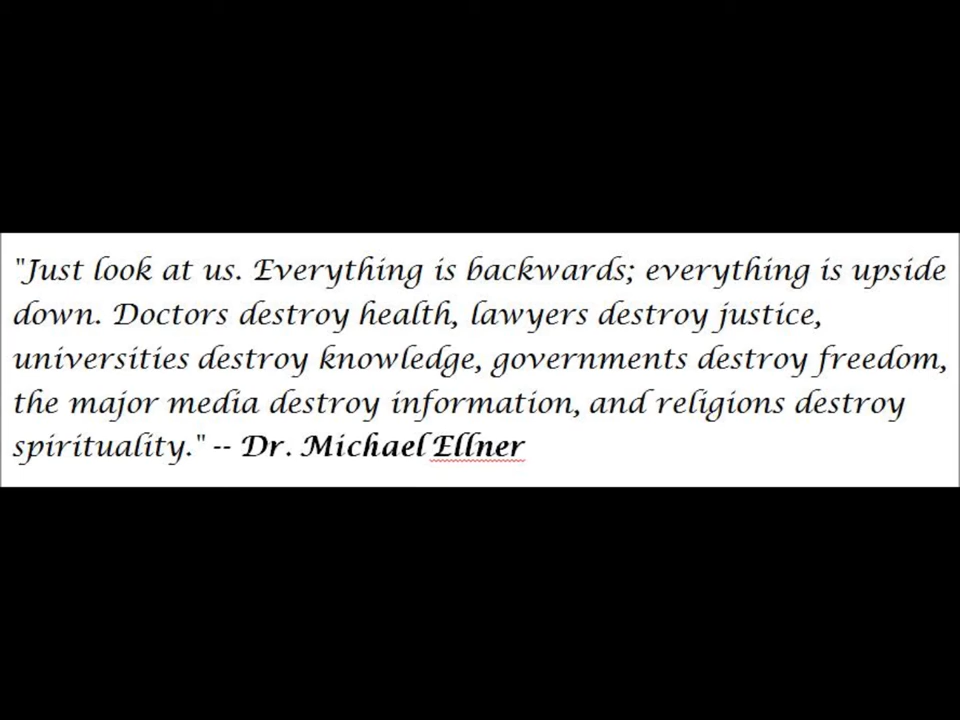 "Just look at us. Everything is backwards; everything is upside
down. Doctors destroy health, lawyers destroy justice,
universities destroy knowledge, governments destroy freedom,
the major media destroy information, and religions destroy
spirituality." -- Dr. Michael Ellner